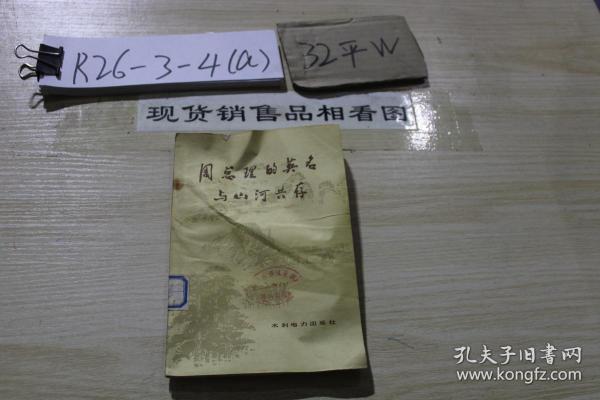 R26-3-4(a)
32平W
现货销售品相看图
周总理的英名
与山河共存
水利电力出版社
孔夫子旧书网
www.kongfz.com